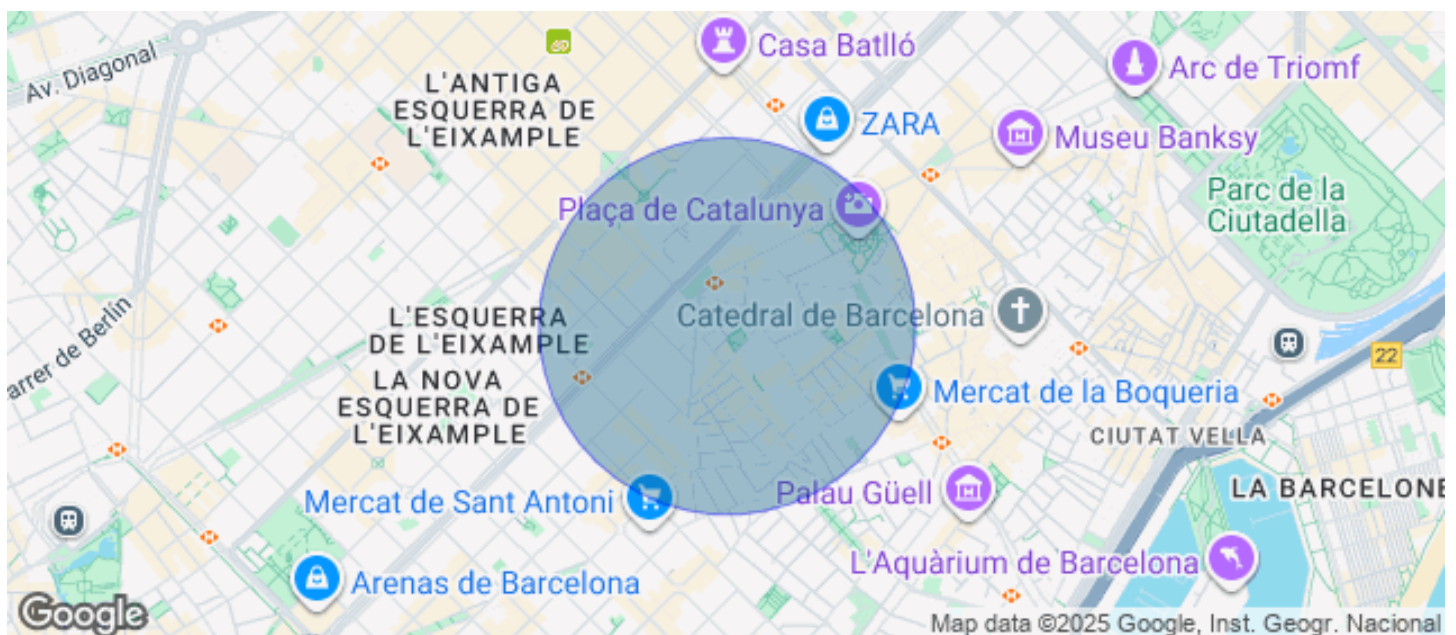 Casa Batlló
Arc de Triomf
Av. Diagonal
L'ANTIGA
ESQUERRA DE
L'EIXAMPLE
ZARA
Museu Banksy
Parc de la
Ciutadella
Plaça de Catalunya
L'ESQUERRA
DE L'EIXAMPLE
Catedral de Barcelona
arrer de Berlín
22
LA NOVA
ESQUERRA DE
L'EIXAMPLE
Mercat de la Boqueria
CIUTAT VELLA
Mercat de Sant Antoni
Palau Güell
LA BARCELONE
Arenas de Barcelona
L'Aquàrium de Barcelona
Google
Map data ©2025 Google, Inst. Geogr. Nacional